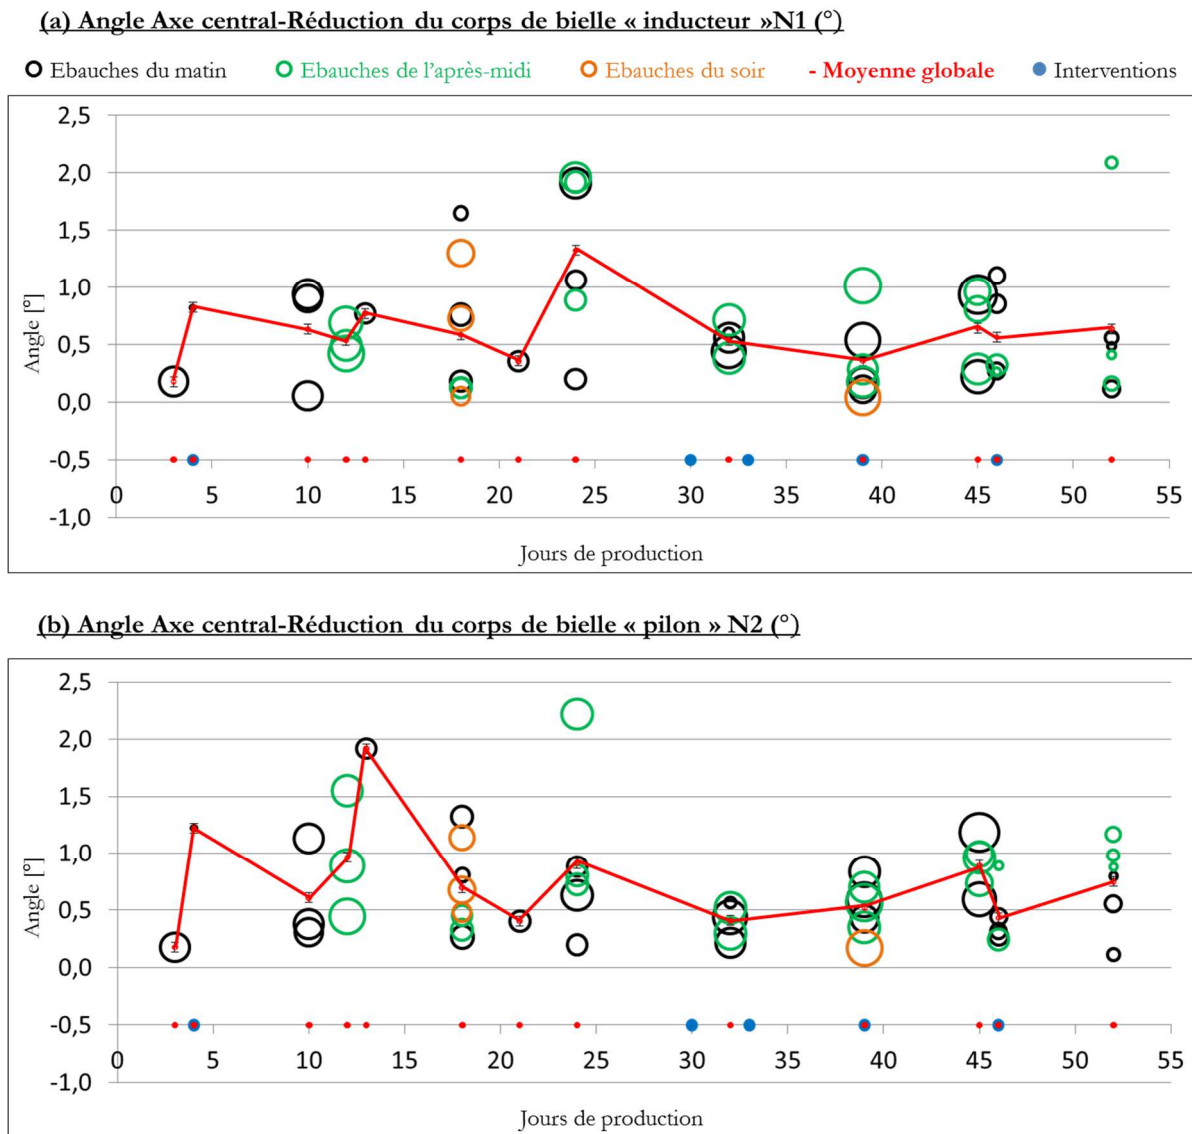 (a) Angle Axe central-Réduction du corps de bielle « inducteur »N1 (°)
Ebauches du matin Ebauches de l'après-midi Ebauches du soir - Moyenne globale Interventions
2,5
2,0
1,5
1,0
0,5
0,0
-0,5
-1,0
Angle [°]
0 5 10 15 20 25 30 35 40 45 50 55
Jours de production
(b) Angle Axe central-Réduction du corps de bielle « pilon » N2 (°)
2,5
2,0
1,5
1,0
0,5
0,0
-0,5
-1,0
Angle [°]
0 5 10 15 20 25 30 35 40 45 50 55
Jours de production